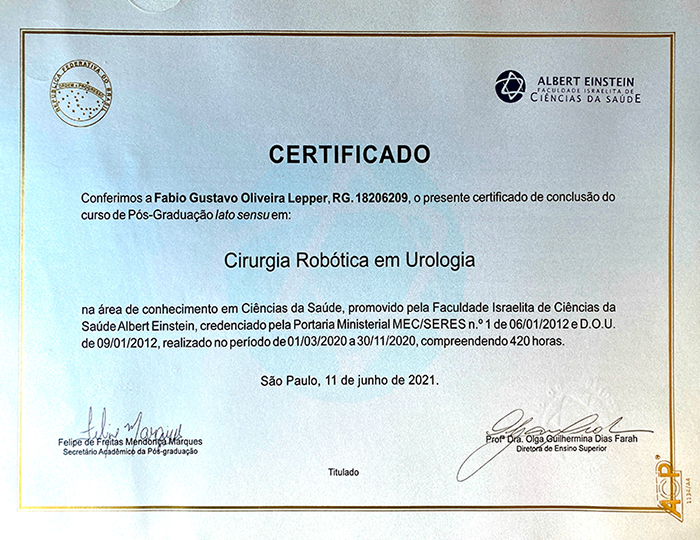 REPÚBLICA FEDERATIVA DO BRASIL
ORDEM E PROGRESSO
ALBERT EINSTEIN
FACULDADE ISRAELITA DE
CIÊNCIAS DA SAÚDE
CERTIFICADO
Conferimos a Fabio Gustavo Oliveira Lepper, RG. 18206209, o presente certificado de conclusão do
curso de Pós-Graduação lato sensu em:
Cirurgia Robótica em Urologia
na área de conhecimento em Ciências da Saúde, promovido pela Faculdade Israelita de Ciências da
Saúde Albert Einstein, credenciado pela Portaria Ministerial MEC/SERES n.º 1 de 06/01/2012 e D.O.U.
de 09/01/2012, realizado no período de 01/03/2020 a 30/11/2020, compreendendo 420 horas.
São Paulo, 11 de junho de 2021.
Felipe Marques
Felipe de Freitas Mendonça Marques
Secretário Acadêmico da Pós-graduação
Profª Dra. Olga Guilhermina Dias Farah
Diretora de Ensino Superior
Titulado
1134/A4